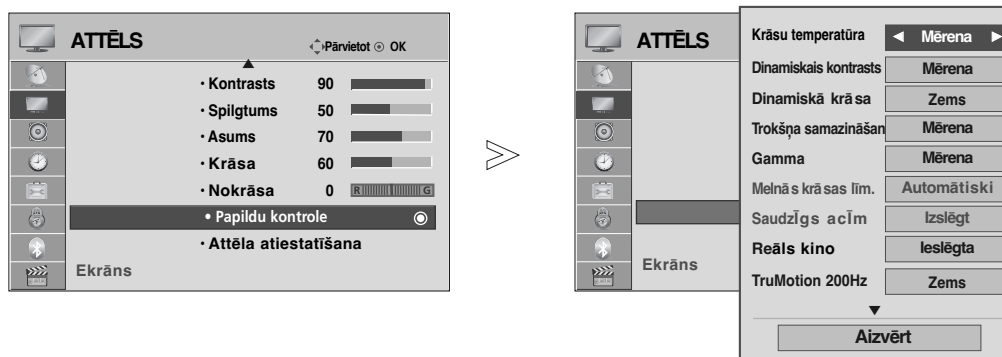 ATTĒLS
Pārvietot OK
• Kontrasts 90
• Spilgtums 50
• Asums 70
• Krāsa 60
• Nokrāsa 0 R G
• Papildu kontrole
• Attēla atiestatīšana
Ekrāns
ATTĒLS
Ekrāns
Krāsu temperatūra ◄ Mērena ►
Dinamiskais kontrasts Mērena
Dinamiskā krāsa Zems
Trokšņa samazināšan Mērena
Gamma Mērena
Melnās krāsas līm. Automātiski
Saudzīgs acīm Izslēgt
Reāls kino Ieslēgta
TruMotion 200Hz Zems
Aizvērt